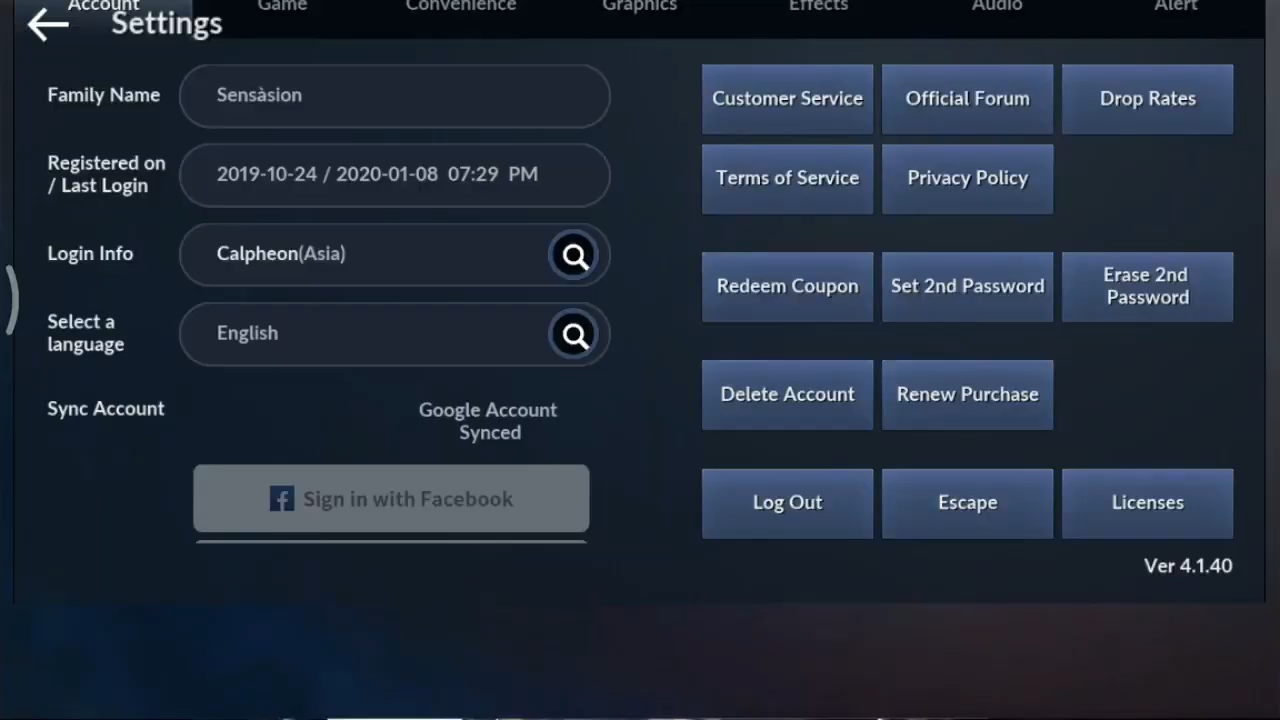 Account Game Convenience Graphics Effects Audio Alert
Settings
Family Name
Sensàsion
Registered on
/ Last Login
2019-10-24 / 2020-01-08 07:29 PM
Login Info
Calpheon(Asia)
Select a
language
English
Sync Account
Google Account
Synced
Sign in with Facebook
Customer Service
Official Forum
Drop Rates
Terms of Service
Privacy Policy
Redeem Coupon
Set 2nd Password
Erase 2nd
Password
Delete Account
Renew Purchase
Log Out
Escape
Licenses
Ver 4.1.40